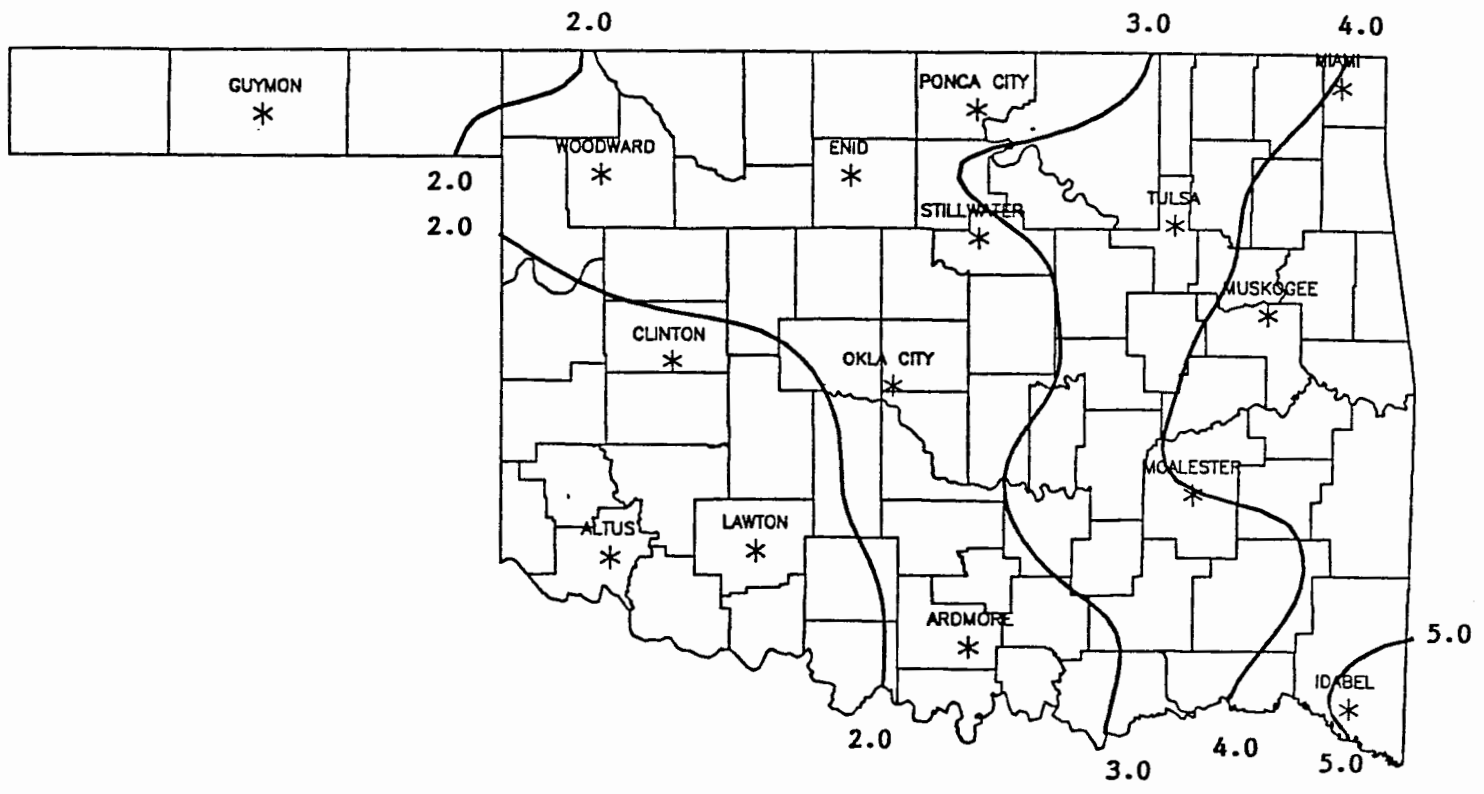 2.0
3.0
4.0
MIAMI
GUYMON
PONCA CITY
WOODWARD
ENID
2.0
TULSA
STILLWATER
2.0
MUSKOGEE
CLINTON
OKLA CITY
MCALESTER
ALTUS
LAWTON
ARDMORE
5.0
IDABEL
2.0
4.0
3.0
5.0